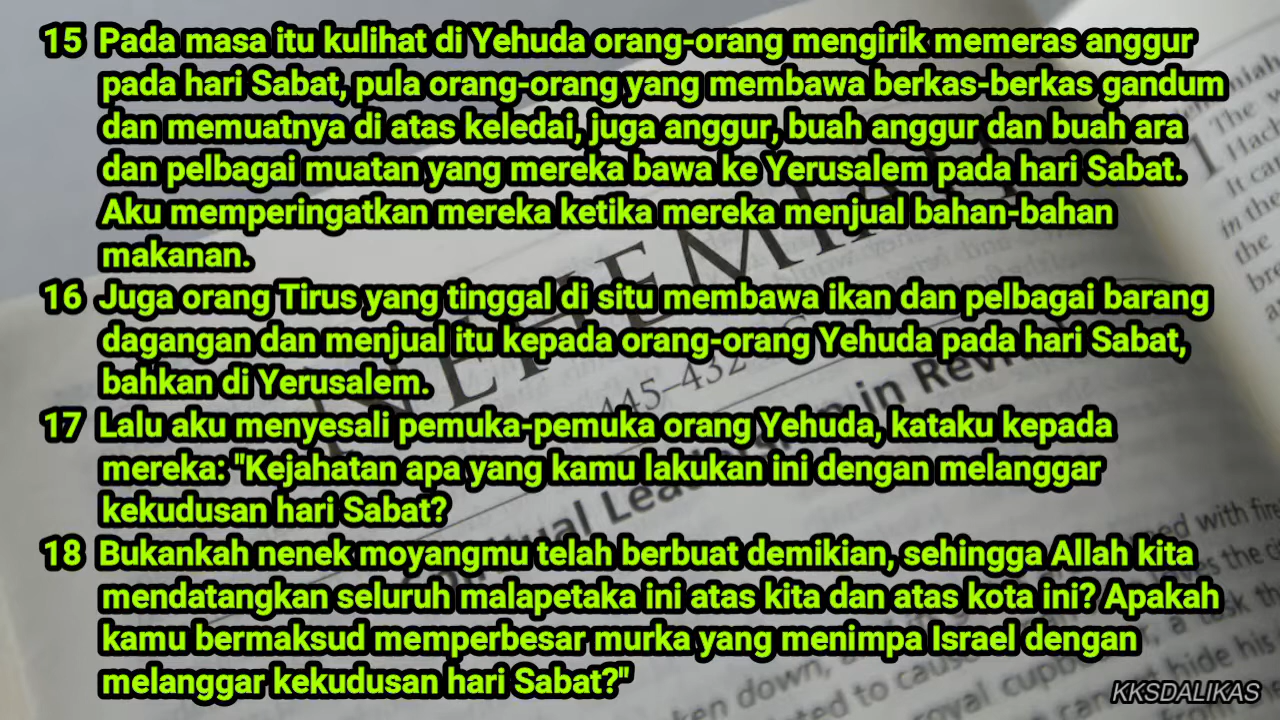 15 Pada masa itu kulihat di Yehuda orang-orang mengirik memeras anggur
pada hari Sabat, pula orang-orang yang membawa berkas-berkas gandum
dan memuatnya di atas keledai, juga anggur, buah anggur dan buah ara
dan pelbagai muatan yang mereka bawa ke Yerusalem pada hari Sabat.
Aku memperingatkan mereka ketika mereka menjual bahan-bahan
makanan.
16 Juga orang Tirus yang tinggal di situ membawa ikan dan pelbagai barang
dagangan dan menjual itu kepada orang-orang Yehuda pada hari Sabat,
bahkan di Yerusalem.
17 Lalu aku menyesali pemuka-pemuka orang Yehuda, kataku kepada
mereka: "Kejahatan apa yang kamu lakukan ini dengan melanggar
kekudusan hari Sabat?
18 Bukankah nenek moyangmu telah berbuat demikian, sehingga Allah kita
mendatangkan seluruh malapetaka ini atas kita dan atas kota ini? Apakah
kamu bermaksud memperbesar murka yang menimpa Israel dengan
melanggar kekudusan hari Sabat?"
KKSDALIKAS
NEHEMIAH
445–432